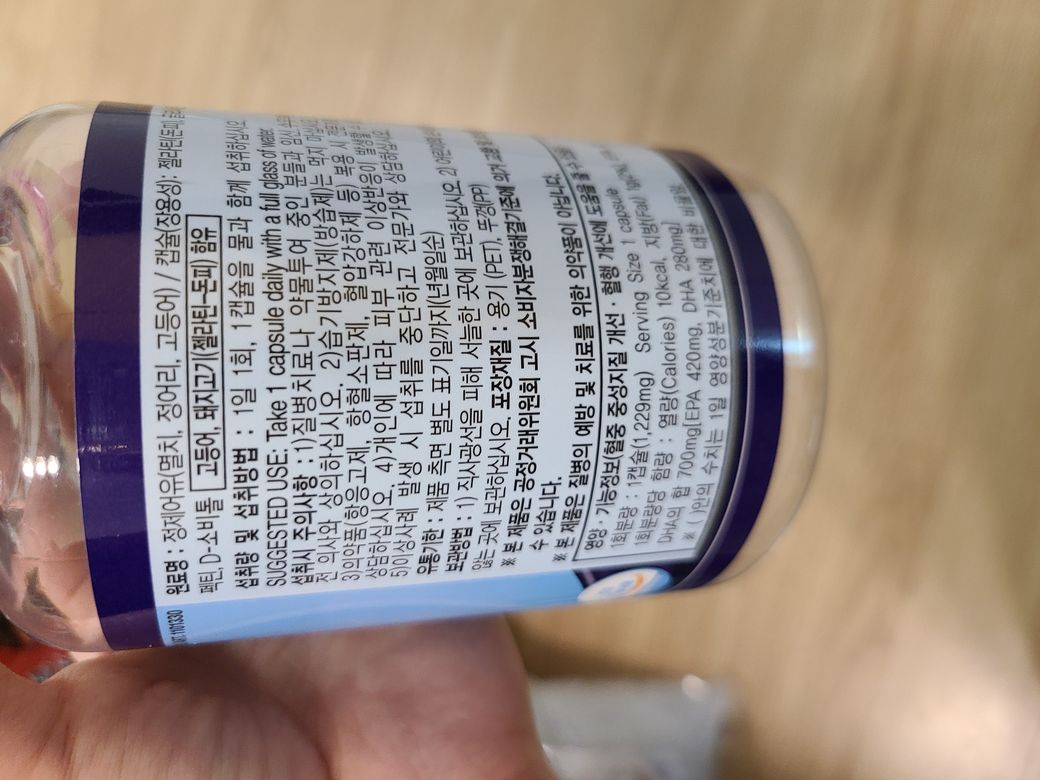 원료명 : 정제어유(멸치, 정어리, 고등어) / 캡슐(장용성): 젤라틴(돈피),
펙틴, D-소비톨 고등어, 돼지고기(젤라틴-돈피) 함유
섭취량 및 섭취방법 : 1일 1회, 1캡슐을 물과 함께 섭취하십시오.
SUGGESTED USE: Take 1 capsule daily with a full glass of water.
섭취시 주의사항 : 1)질병치료나 약물투여 중인 분들과 임신
전 의사와 상의하십시오, 2)습기방지제(방습제)는 먹지 마십시오
3)의약품(항응고제, 항혈소판제, 혈압강하제 등) 복용 시
상담하십시오, 4)개인에 따라 피부 관련 이상반응이 발생할
5)이상사례 발생 시 섭취를 중단하고 전문가와 상담하십시오
유통기한 : 제품 측면 별도 표기일까지(년월일순)
보관방법 : 1) 직사광선을 피해 서늘한 곳에 보관하십시오. 2) 어린이의
않는 곳에 보관하십시오. 포장재질 : 용기 (PET), 뚜껑(PP)
※ 본 제품은 공정거래위원회 고시 소비자분쟁해결기준에 의거 교환
수 있습니다.
※ 본 제품은 질병의 예방 및 치료를 위한 의약품이 아닙니다.
영양 · 기능정보(혈중 중성지질 개선 · 혈행 개선에 도움을 줄 수
1회분량 : 1캡슐(1,229mg) Serving Size 1 capsule
1회분량당 함량 : 열량(Calories) 10kcal, 지방(Fat) 1g
DHA의 합 700mg[EPA 420mg, DHA 280mg]
※ ( )안의 수치는 1일 영양성분기준치에 대한 비율임
1101330